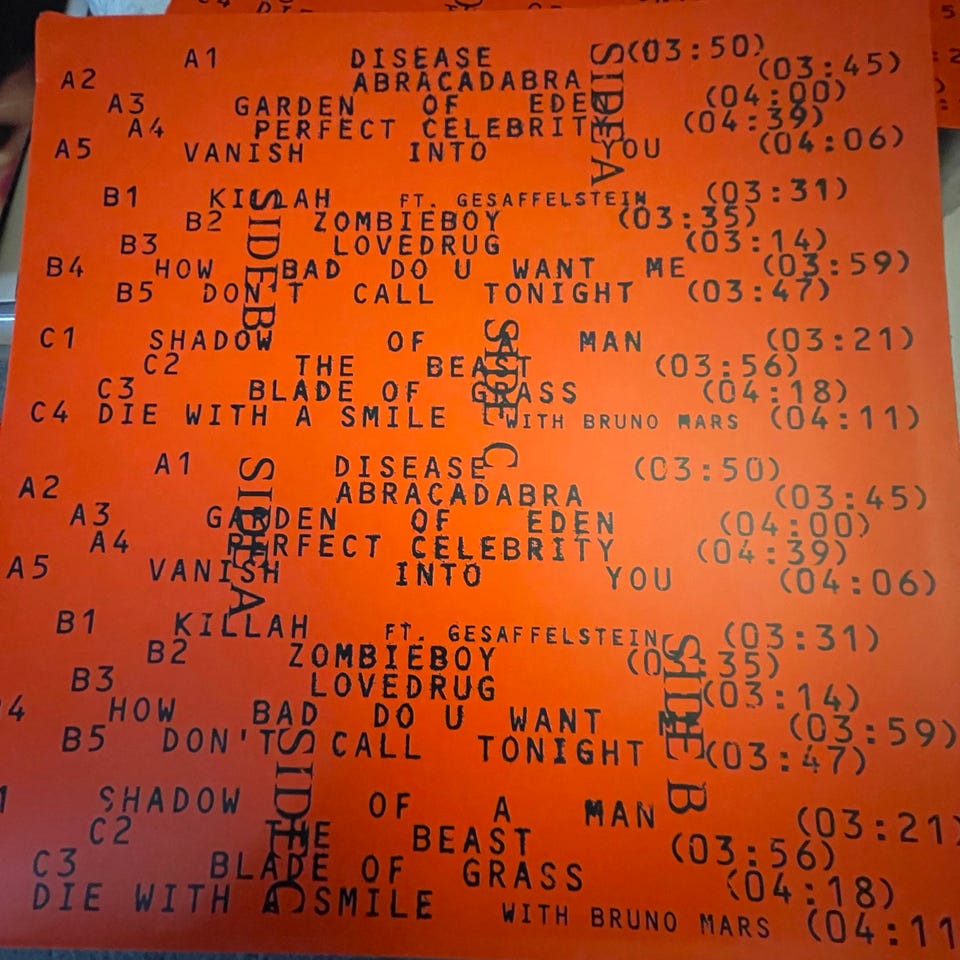 A1 DISEASE (03:50)
A2 ABRACADABRA (03:45)
A3 GARDEN OF EDEN (04:00)
A4 PERFECT CELEBRITY (04:39)
A5 VANISH INTO YOU (04:06)
SIDE A
B1 KILLAH FT. GESAFFELSTEIN (03:31)
B2 ZOMBIEBOY (03:35)
B3 LOVEDRUG (03:14)
B4 HOW BAD DO U WANT ME (03:59)
B5 DON'T CALL TONIGHT (03:47)
SIDE B
C1 SHADOW OF A MAN (03:21)
C2 THE BEAST (03:56)
C3 BLADE OF GRASS (04:18)
C4 DIE WITH A SMILE WITH BRUNO MARS (04:11)
SIDE C
A1 DISEASE (03:50)
A2 ABRACADABRA (03:45)
A3 GARDEN OF EDEN (04:00)
A4 PERFECT CELEBRITY (04:39)
A5 VANISH INTO YOU (04:06)
SIDE A
B1 KILLAH FT. GESAFFELSTEIN (03:31)
B2 ZOMBIEBOY (03:35)
B3 LOVEDRUG (03:14)
4 HOW BAD DO U WANT ME (03:59)
B5 DON'T CALL TONIGHT (03:47)
SIDE B
1 SHADOW OF A MAN (03:21)
C2 THE BEAST (03:56)
C3 BLADE OF GRASS (04:18)
DIE WITH A SMILE WITH BRUNO MARS (04:11
SIDE C